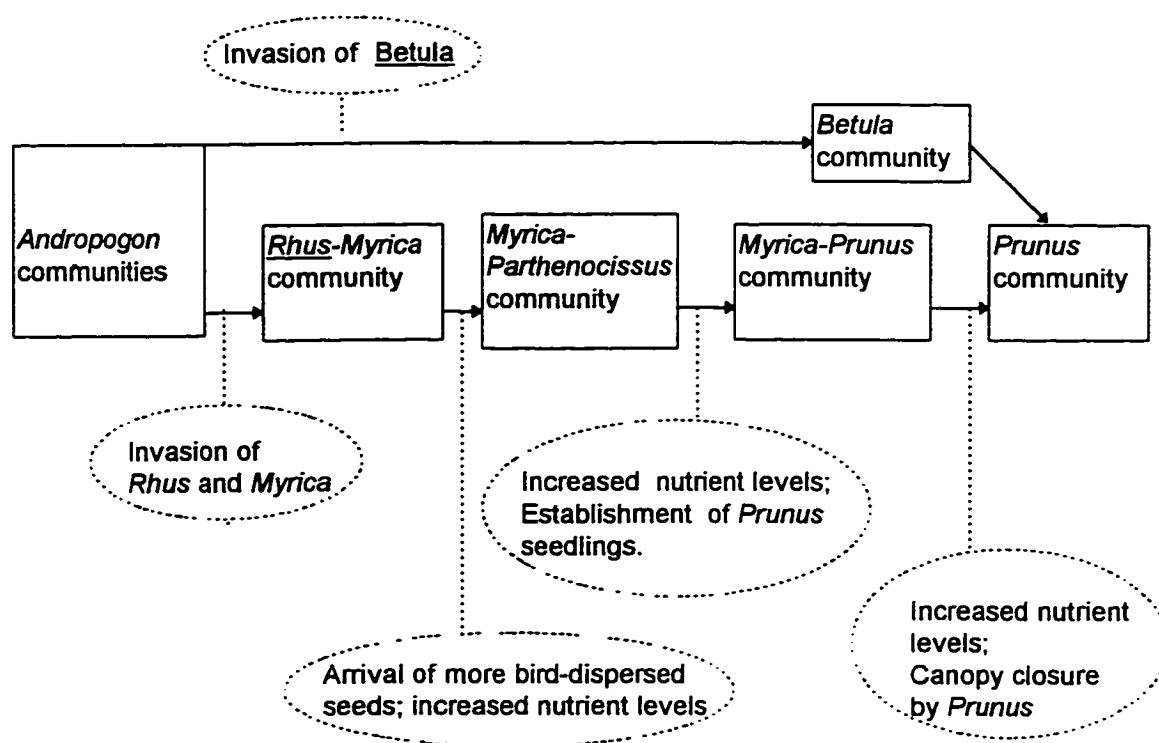 Invasion of Betula
Betula
community
Andropogon
communities
Rhus-Myrica
community
Myrica-
Parthenocissus
community
Myrica-Prunus
community
Prunus
community
Invasion of
Rhus and Myrica
Increased nutrient levels;
Establishment of Prunus
seedlings.
Arrival of more bird-dispersed
seeds; increased nutrient levels
Increased nutrient
levels;
Canopy closure
by Prunus